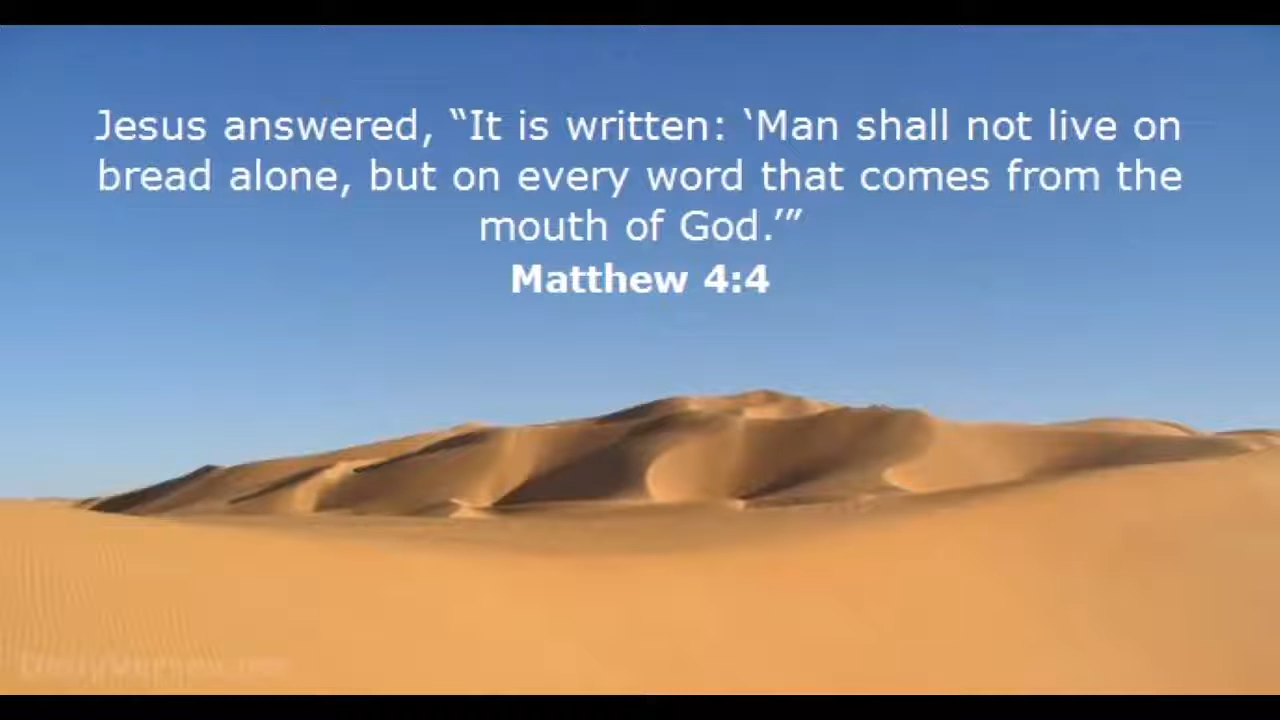 Jesus answered, “It is written: ‘Man shall not live on
bread alone, but on every word that comes from the
mouth of God.’”
Matthew 4:4